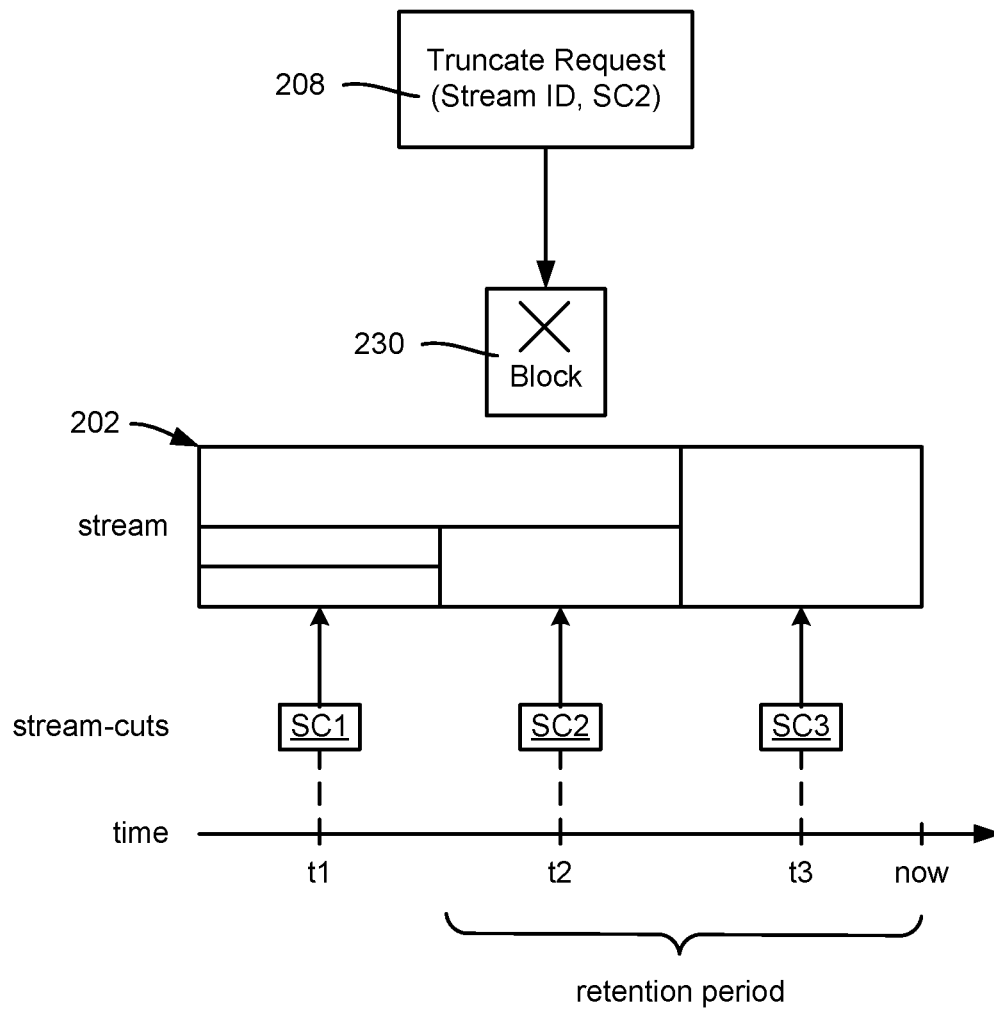 Truncate Request
(Stream ID, SC2)
208
230
Block
202
stream
stream-cuts
SC1
SC2
SC3
time
t1
t2
t3
now
retention period